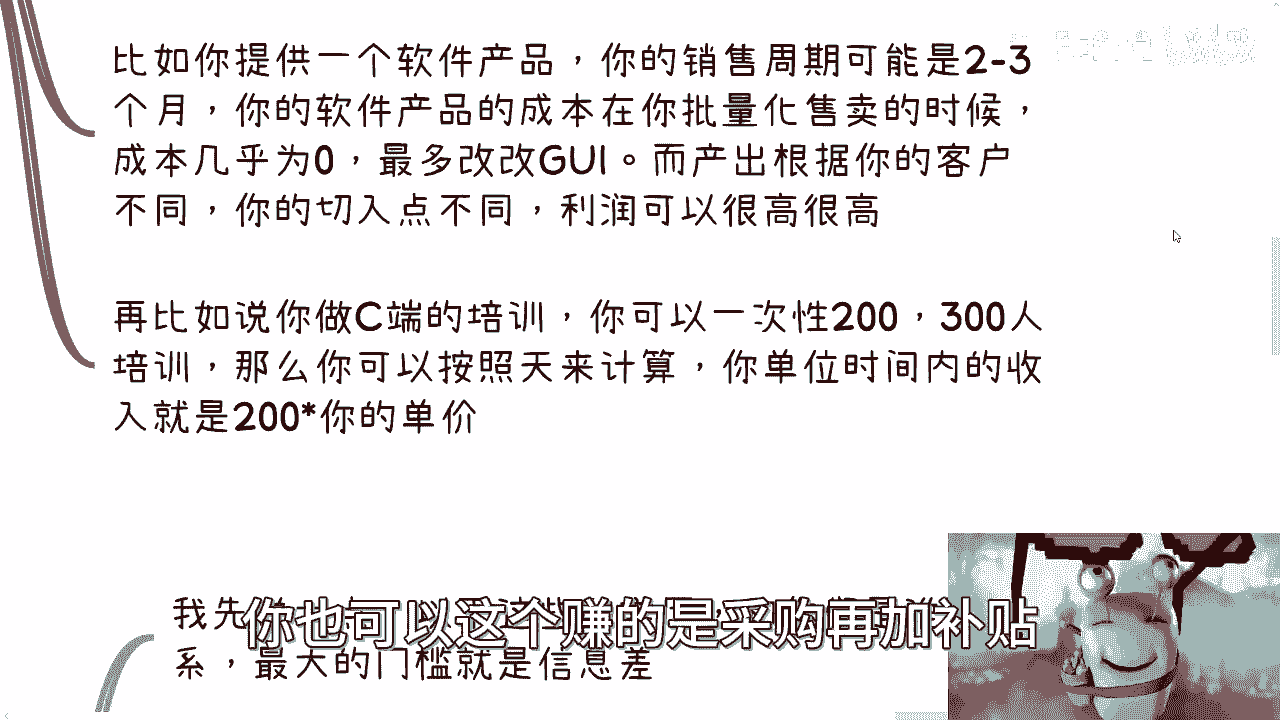 比如你提供一个软件产品，你的销售周期可能是2-3
个月，你的软件产品的成本在你批量化售卖的时候，
成本几乎为0，最多改改GUI。而产出根据你的客户
不同，你的切入点不同，利润可以很高很高
再比如说你做C端的培训，你可以一次性200，300人
培训，那么你可以按照天来计算，你单位时间内的收
入就是200*你的单价
我先
你也可以这个赚的是采购再加补贴
系，最大的门槛就是信息差